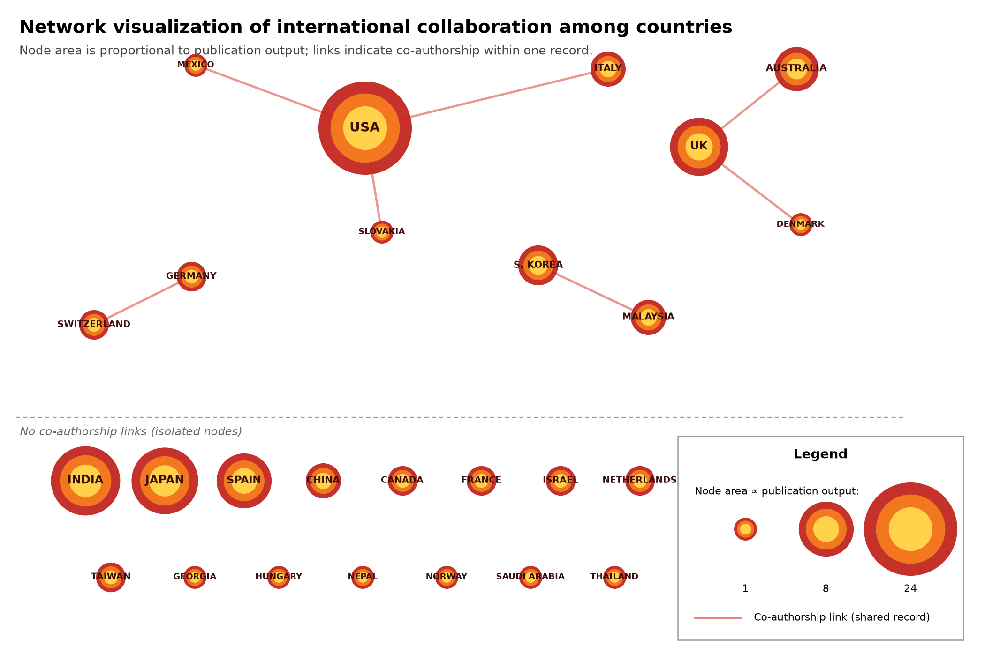 Network visualization of international collaboration among countries
Node area is proportional to publication output; links indicate co-authorship within one record.
MEXICO
ITALY
AUSTRALIA
USA
UK
DENMARK
SLOVAKIA
S. KOREA
GERMANY
MALAYSIA
SWITZERLAND
No co-authorship links (isolated nodes)
INDIA
JAPAN
SPAIN
CHINA
CANADA
FRANCE
ISRAEL
NETHERLANDS
TAIWAN
GEORGIA
HUNGARY
NEPAL
NORWAY
SAUDI ARABIA
THAILAND
Legend
Node area ∝ publication output:
1
8
24
Co-authorship link (shared record)